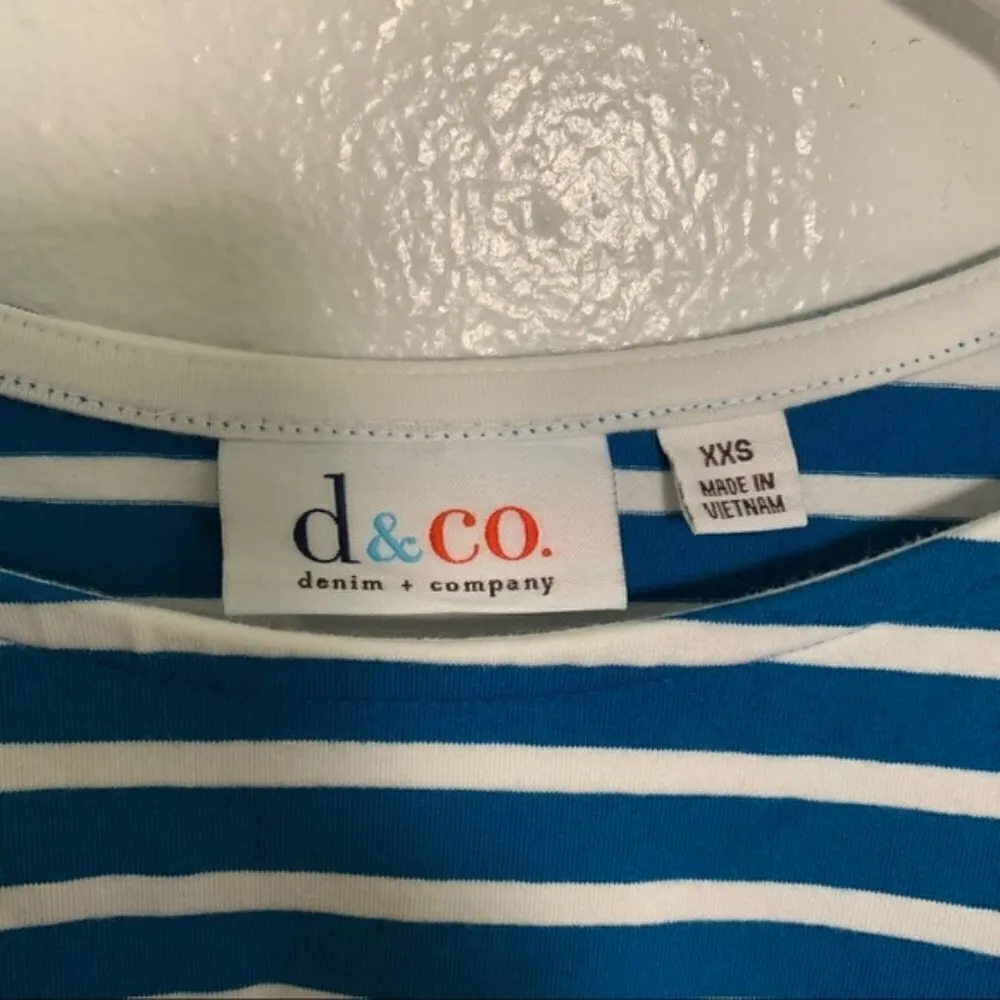 d&co.
denim + company
XXS
MADE IN
VIETNAM